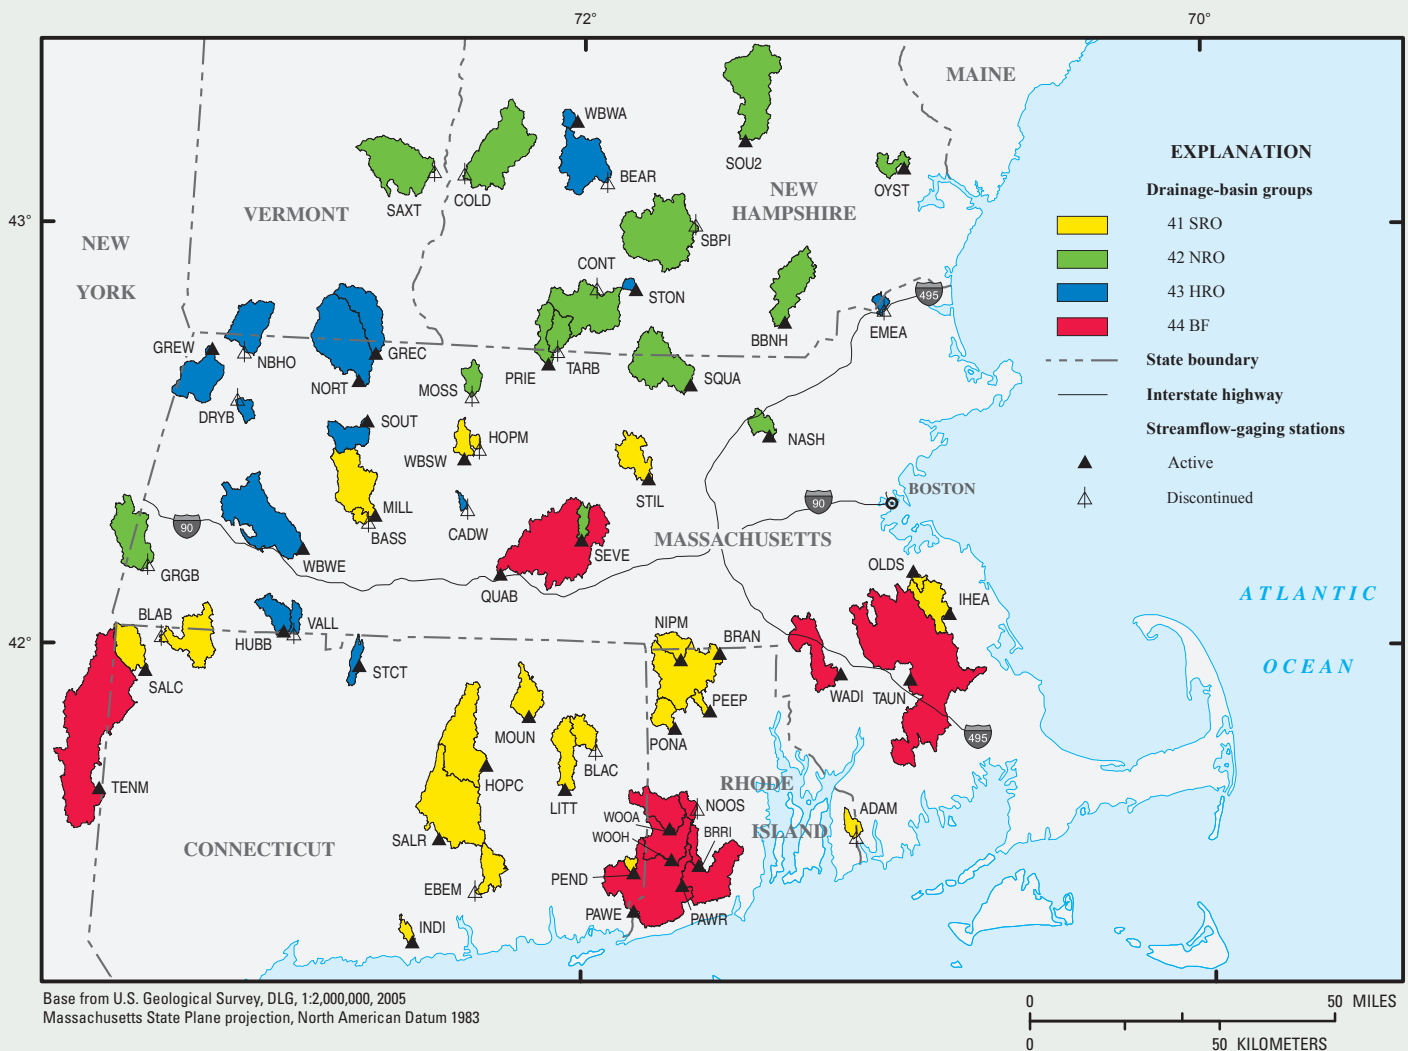 72°
70°
MAINE
WBWA
SOU2
EXPLANATION
BEAR
OYST
Drainage-basin groups
SAXT
COLD
NEW
HAMPSHIRE
VERMONT
43°
41 SRO
SBPI
NEW
42 NRO
CONT
YORK
STON
43 HRO
495
44 BF
EMEA
BBNH
GREW
NBHO
GREC
State boundary
TARB
PRIE
SQUA
NORT
MOSS
Interstate highway
DRYB
SOUT
Streamflow-gaging stations
HOPM
NASH
WBSW
Active
STIL
BOSTON
Discontinued
90
MILL
90
BASS
CADW
MASSACHUSETTS
SEVE
WBWE
OLDS
GRGB
QUAB
ATLANTIC
IHEA
BLAB
VALL
NIPM
BRAN
42°
HUBB
OCEAN
STCT
SALC
WADI
TAUN
PEEP
MOUN
PONA
495
BLAC
RHODE
HOPC
TENM
LITT
NOOS
ADAM
WOOA
ISLAND
WOOH
BRRI
SALR
CONNECTICUT
PEND
EBEM
PAWE
PAWR
INDI
Base from U.S. Geological Survey, DLG, 1:2,000,000, 2005
Massachusetts State Plane projection, North American Datum 1983
0 50 MILES
0 50 KILOMETERS